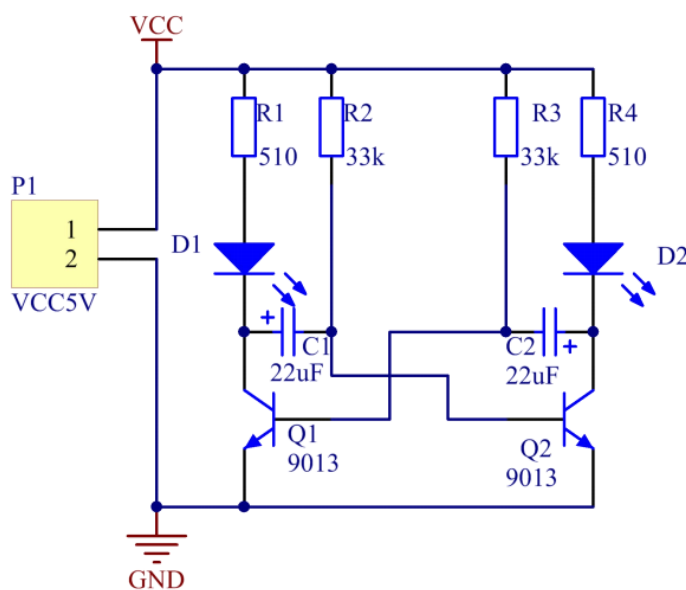 VCC
R1
R2
R3
R4
510
33k
33k
510
P1
1
2
VCC5V
D1
D2
+
C1
C2
+
22uF
22uF
Q1
Q2
9013
9013
GND